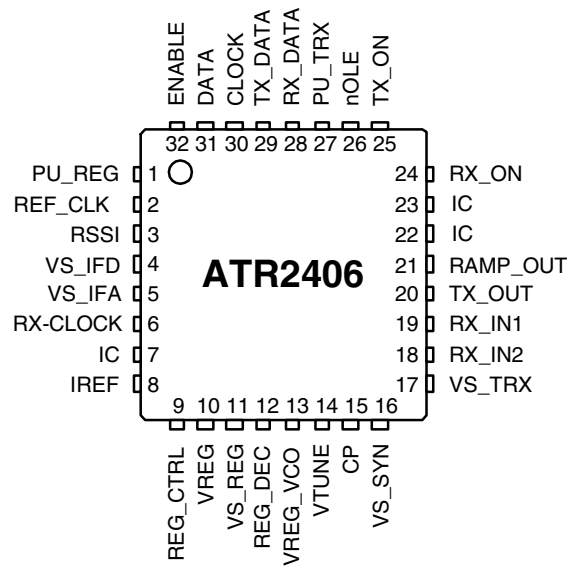 ENABLE
DATA
CLOCK
TX_DATA
RX_DATA
PU_TRX
nOLE
TX_ON
32 31 30 29 28 27 26 25
PU_REG 1
REF_CLK 2
RSSI 3
VS_IFD 4
VS_IFA 5
RX-CLOCK 6
IC 7
IREF 8
ATR2406
24 RX_ON
23 IC
22 IC
21 RAMP_OUT
20 TX_OUT
19 RX_IN1
18 RX_IN2
17 VS_TRX
9 10 11 12 13 14 15 16
REG_CTRL
VREG
VS_REG
REG_DEC
VREG_VCO
VTUNE
CP
VS_SYN